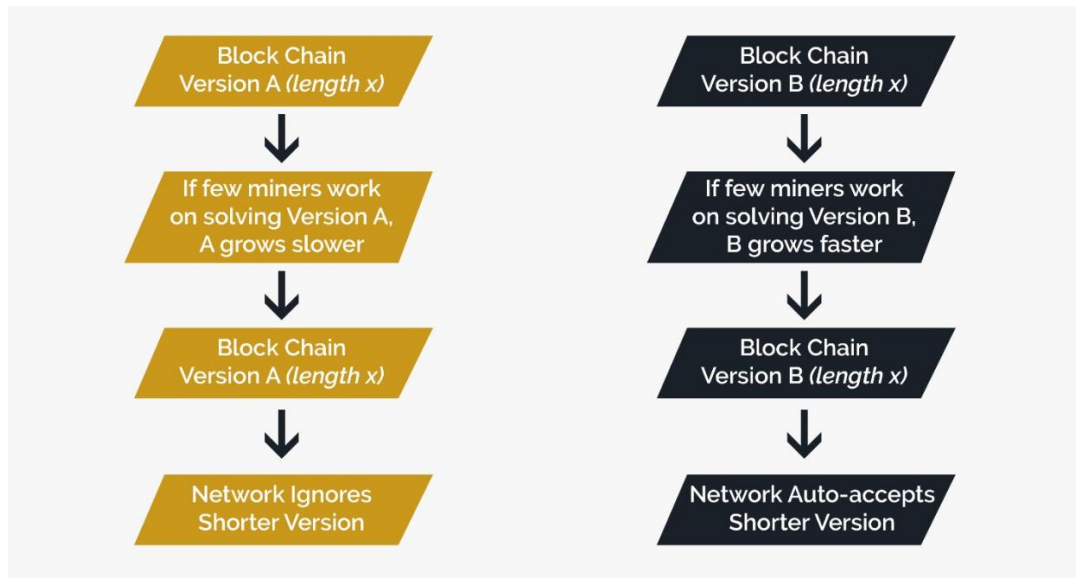 Block Chain
Version A (length x)
If few miners work
on solving Version A,
A grows slower
Block Chain
Version A (length x)
Network Ignores
Shorter Version
Block Chain
Version B (length x)
If few miners work
on solving Version B,
B grows faster
Block Chain
Version B (length x)
Network Auto-accepts
Shorter Version